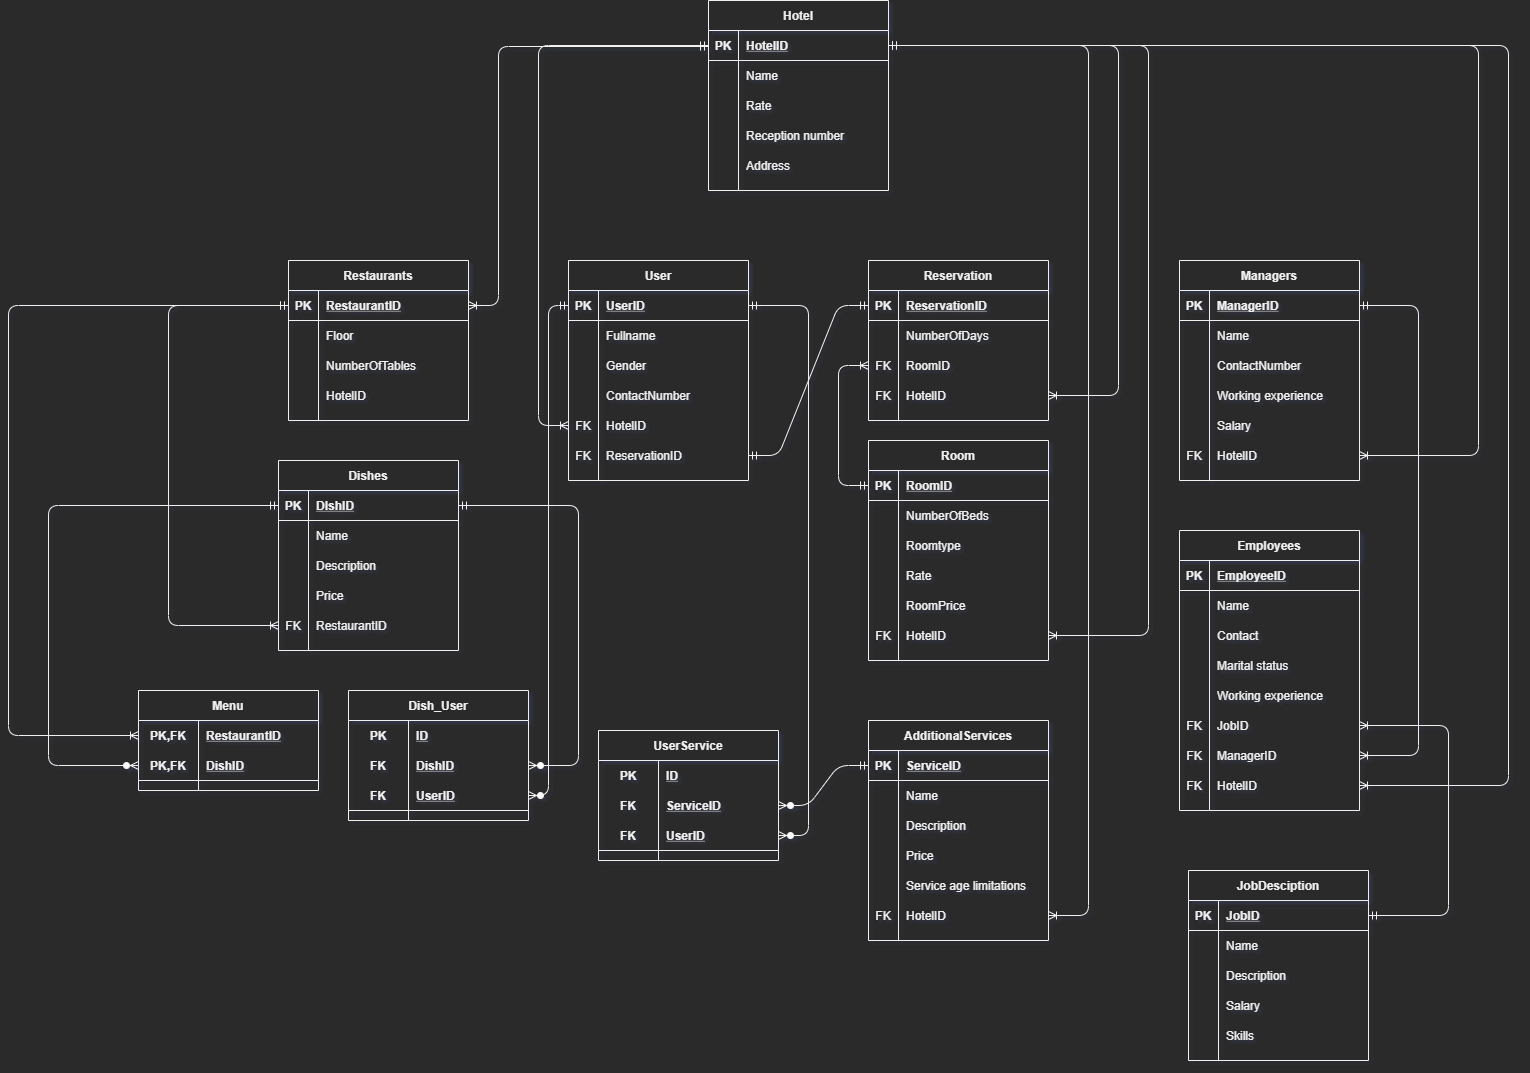 Hotel
PK HotelID
Name
Rate
Reception number
Address
Restaurants
PK RestaurantID
Floor
NumberOfTables
HotelID
User
PK UserID
Fullname
Gender
ContactNumber
FK HotelID
FK ReservationID
Reservation
PK ReservationID
NumberOfDays
FK RoomID
FK HotelID
Managers
PK ManagerID
Name
ContactNumber
Working experience
Salary
FK HotelID
Dishes
PK DIshID
Name
Description
Price
FK RestaurantID
Room
PK RoomID
NumberOfBeds
Roomtype
Rate
RoomPrice
FK HotelID
Employees
PK EmployeeID
Name
Contact
Marital status
Working experience
FK JobID
FK ManagerID
FK HotelID
Menu
PK,FK RestaurantID
PK,FK DishID
Dish_User
PK ID
FK DishID
FK UserID
UserService
PK ID
FK ServiceID
FK UserID
AdditionalServices
PK ServiceID
Name
Description
Price
Service age limitations
FK HotelID
JobDesciption
PK JobID
Name
Description
Salary
Skills